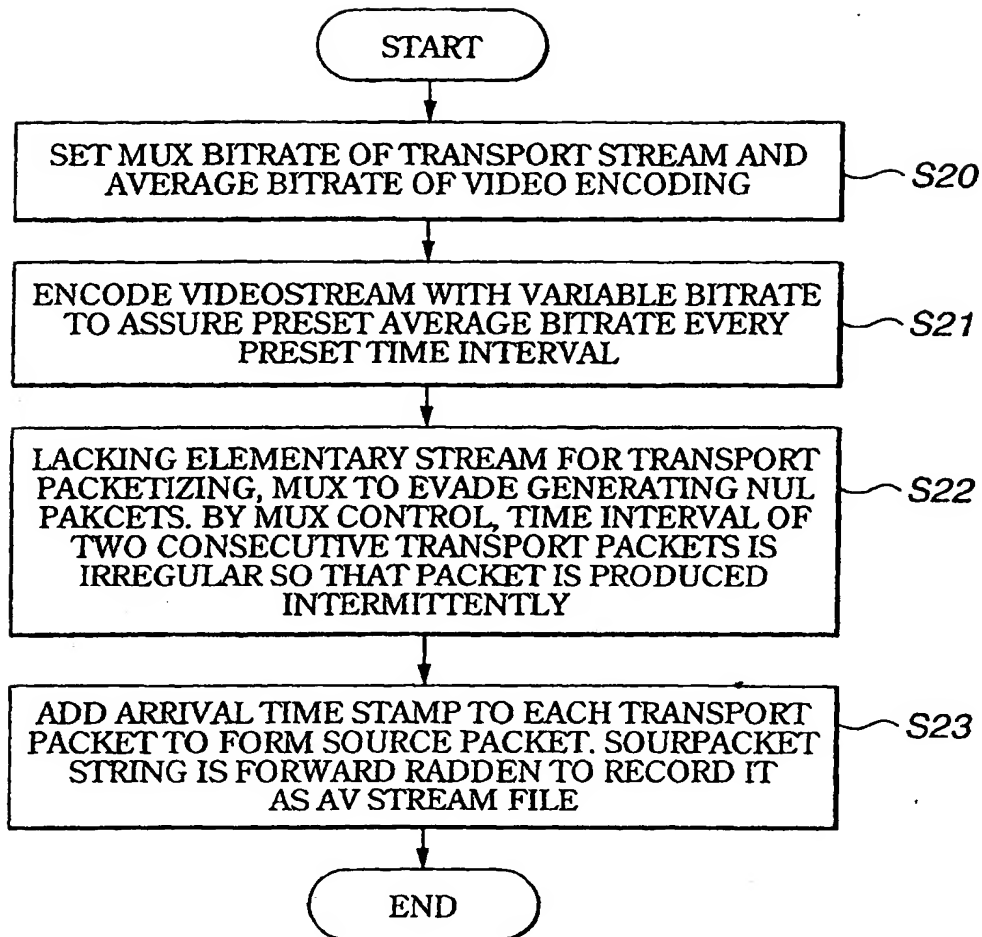 START
SET MUX BITRATE OF TRANSPORT STREAM AND
AVERAGE BITRATE OF VIDEO ENCODING
S20
ENCODE VIDEOSTREAM WITH VARIABLE BITRATE
TO ASSURE PRESET AVERAGE BITRATE EVERY
PRESET TIME INTERVAL
S21
LACKING ELEMENTARY STREAM FOR TRANSPORT
PACKETIZING, MUX TO EVADE GENERATING NUL
PAKCETS. BY MUX CONTROL, TIME INTERVAL OF
TWO CONSECUTIVE TRANSPORT PACKETS IS
IRREGULAR SO THAT PACKET IS PRODUCED
INTERMITTENTLY
S22
ADD ARRIVAL TIME STAMP TO EACH TRANSPORT
PACKET TO FORM SOURCE PACKET. SOURPACKET
STRING IS FORWARD RADDEN TO RECORD IT
AS AV STREAM FILE
S23
END